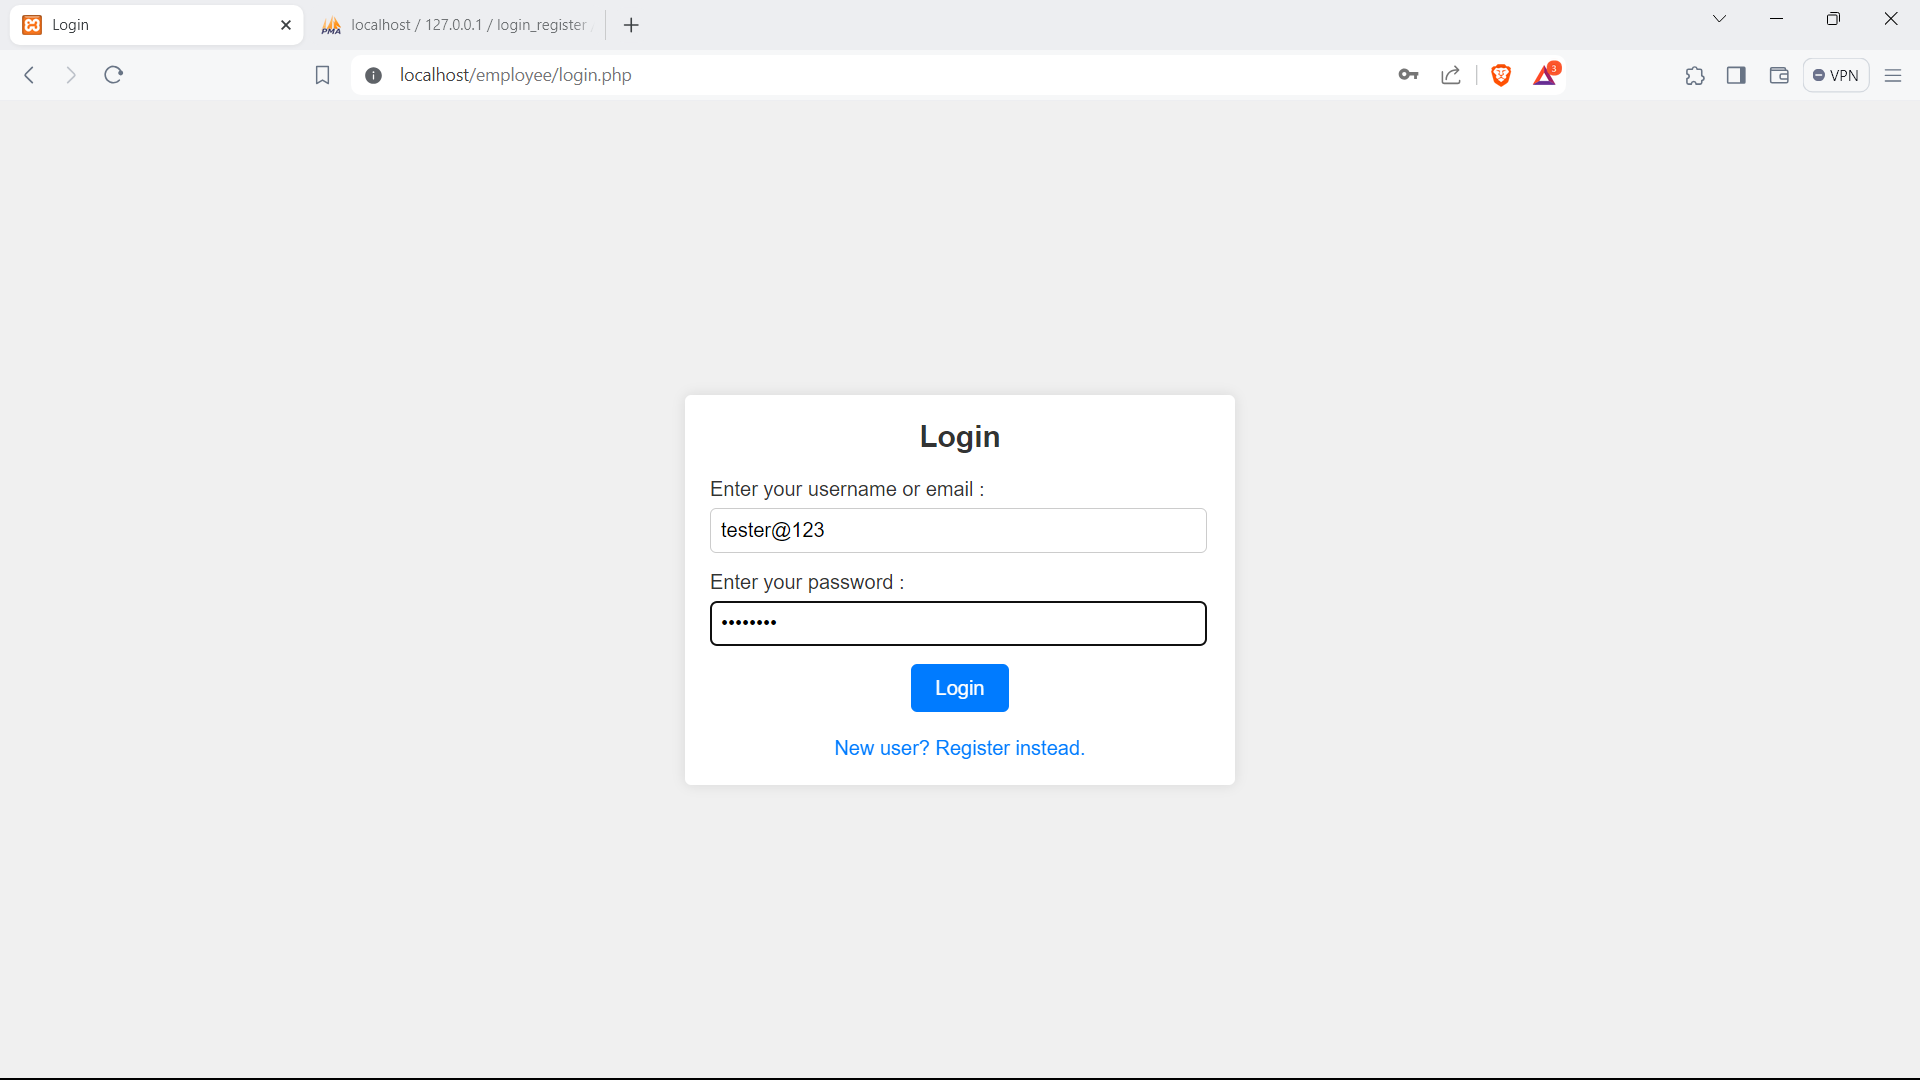 Login
localhost / 127.0.0.1 / login_register
localhost/employee/login.php
3
VPN
Login
Enter your username or email :
tester@123
Enter your password :
••••••••
Login
New user? Register instead.